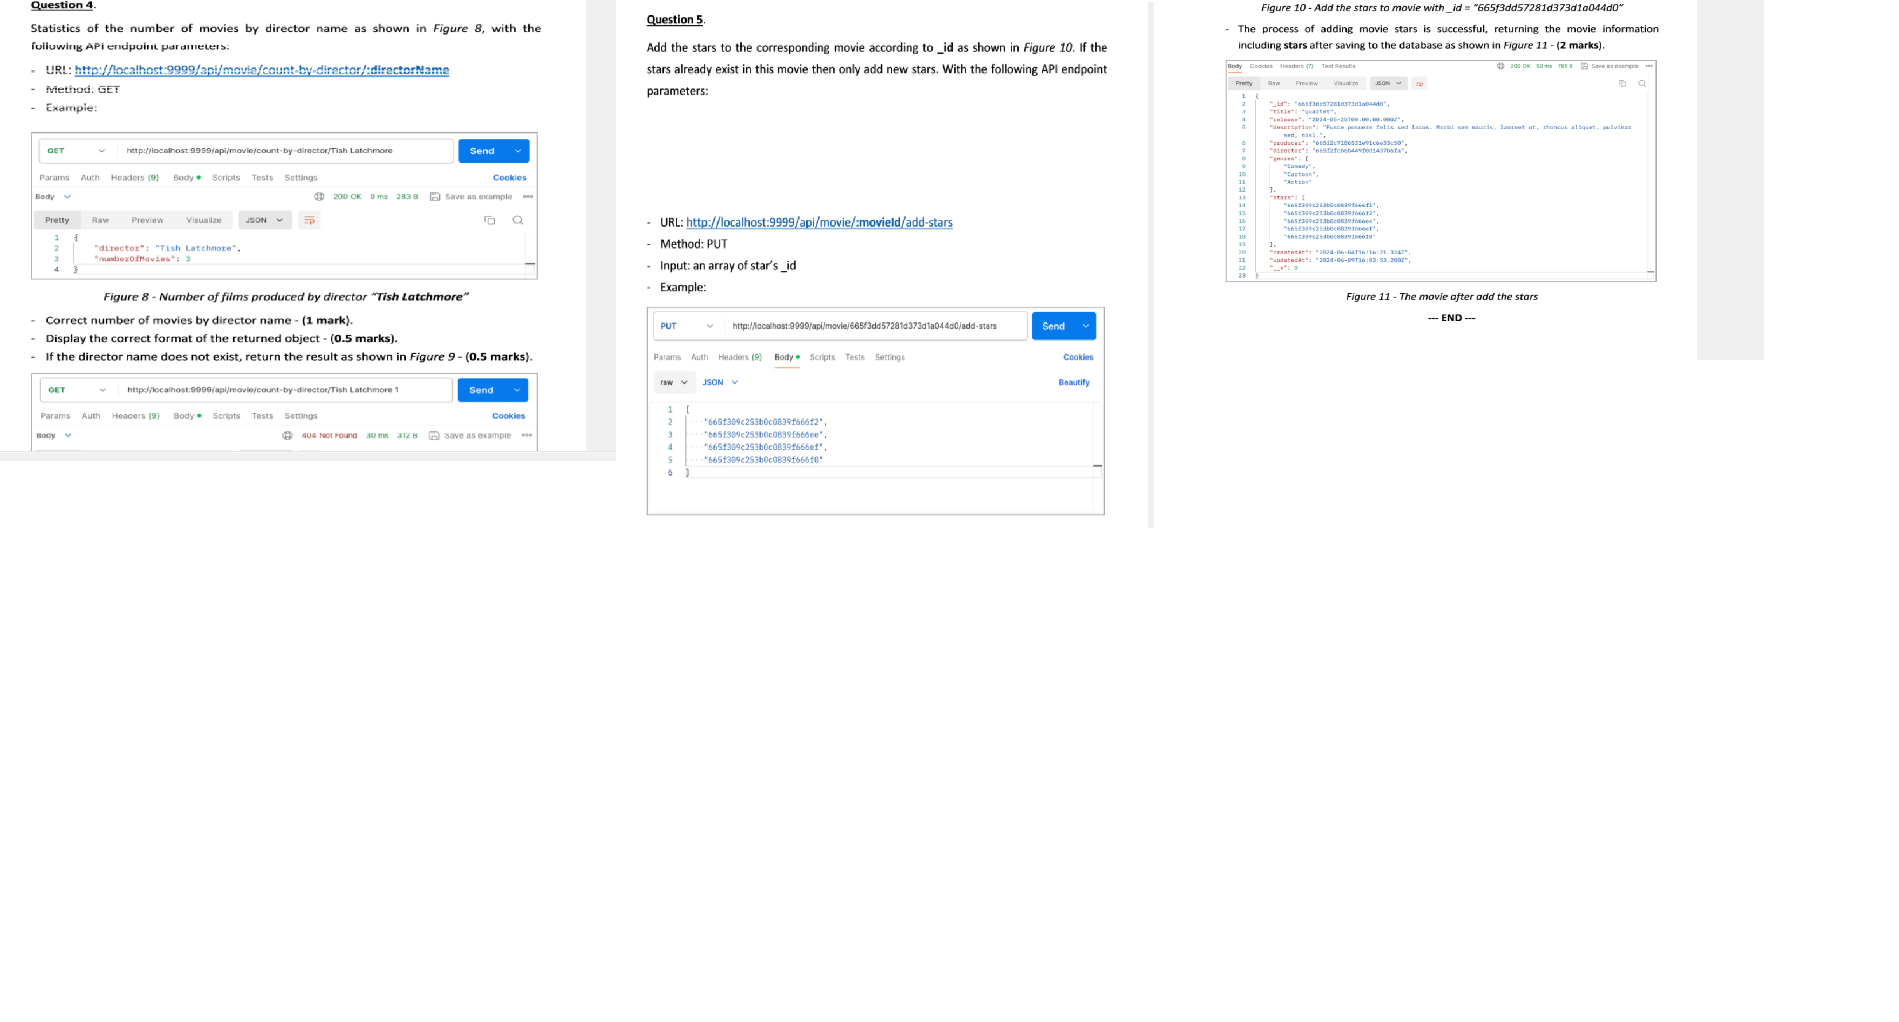 Question 4.
Statistics of the number of movies by director name as shown in Figure 8, with the
following API endpoint parameters:
- URL: http://localhost:9999/api/movie/count-by-director/:directorName
- Method: GET
- Example:
GET http://localhost:9999/api/movie/count-by-director/Tish Latchmore Send
Params Auth Headers (9) Body Scripts Tests Settings Cookies
Body 200 OK 9 ms 283 B Save as example
Pretty Raw Preview Visualize JSON
1 {
2 "director": "Tish Latchmore",
3 "numberOfMovies": 3
4 }
Figure 8 - Number of films produced by director "Tish Latchmore"
- Correct number of movies by director name - (1 mark).
- Display the correct format of the returned object - (0.5 marks).
- If the director name does not exist, return the result as shown in Figure 9 - (0.5 marks).
GET http://localhost:9999/api/movie/count-by-director/Tish Latchmore 1 Send
Params Auth Headers (9) Body Scripts Tests Settings Cookies
Body 404 Not Found 30 ms 312 B Save as example
Question 5.
Add the stars to the corresponding movie according to _id as shown in Figure 10. If the
stars already exist in this movie then only add new stars. With the following API endpoint
parameters:
- URL: http://localhost:9999/api/movie/:movieId/add-stars
- Method: PUT
- Input: an array of star's _id
- Example:
PUT http://localhost:9999/api/movie/665f3dd57281d373d1a044d0/add-stars Send
Params Auth Headers (9) Body Scripts Tests Settings Cookies
raw JSON Beautify
1 [
2 "665f309c253b0c0839f666f2",
3 "665f309c253b0c0839f666ee",
4 "665f309c253b0c0839f666ef",
5 "665f309c253b0c0839f666f0"
6 ]
Figure 10 - Add the stars to movie with _id = "665f3dd57281d373d1a044d0"
- The process of adding movie stars is successful, returning the movie information
including stars after saving to the database as shown in Figure 11 - (2 marks).
Body Cookies Headers (7) Test Results 200 OK 59 ms 789 B Save as example
Pretty Raw Preview Visualize JSON
1 {
2 "_id": "665f3dd57281d373d1a044d0",
3 "title": "Quartet",
4 "release": "2024-06-25T00:00:00.000Z",
5 "description": "Fusce posuere felis sed lacus. Morbi sem mauris, laoreet ut, rhoncus aliquet, pulvinar
sed, nisl.",
6 "producer":
7 "director":
8 "genres": [
9 "Comedy",
10 "Cartoon",
11 "Action"
12 ],
13 "stars": [
14 "665f309c253b0c0839f666f1",
15 "665f309c253b0c0839f666f2",
16 "665f309c253b0c0839f666ee",
17 "665f309c253b0c0839f666ef",
18 "665f309c253b0c0839f666f0"
19 ],
20 "createdAt": "2024-06-04T16:16:21.324Z",
21 "updatedAt": "2024-06-09T16:03:53.200Z",
22 "__v": 0
23 }
Figure 11 - The movie after add the stars
--- END ---